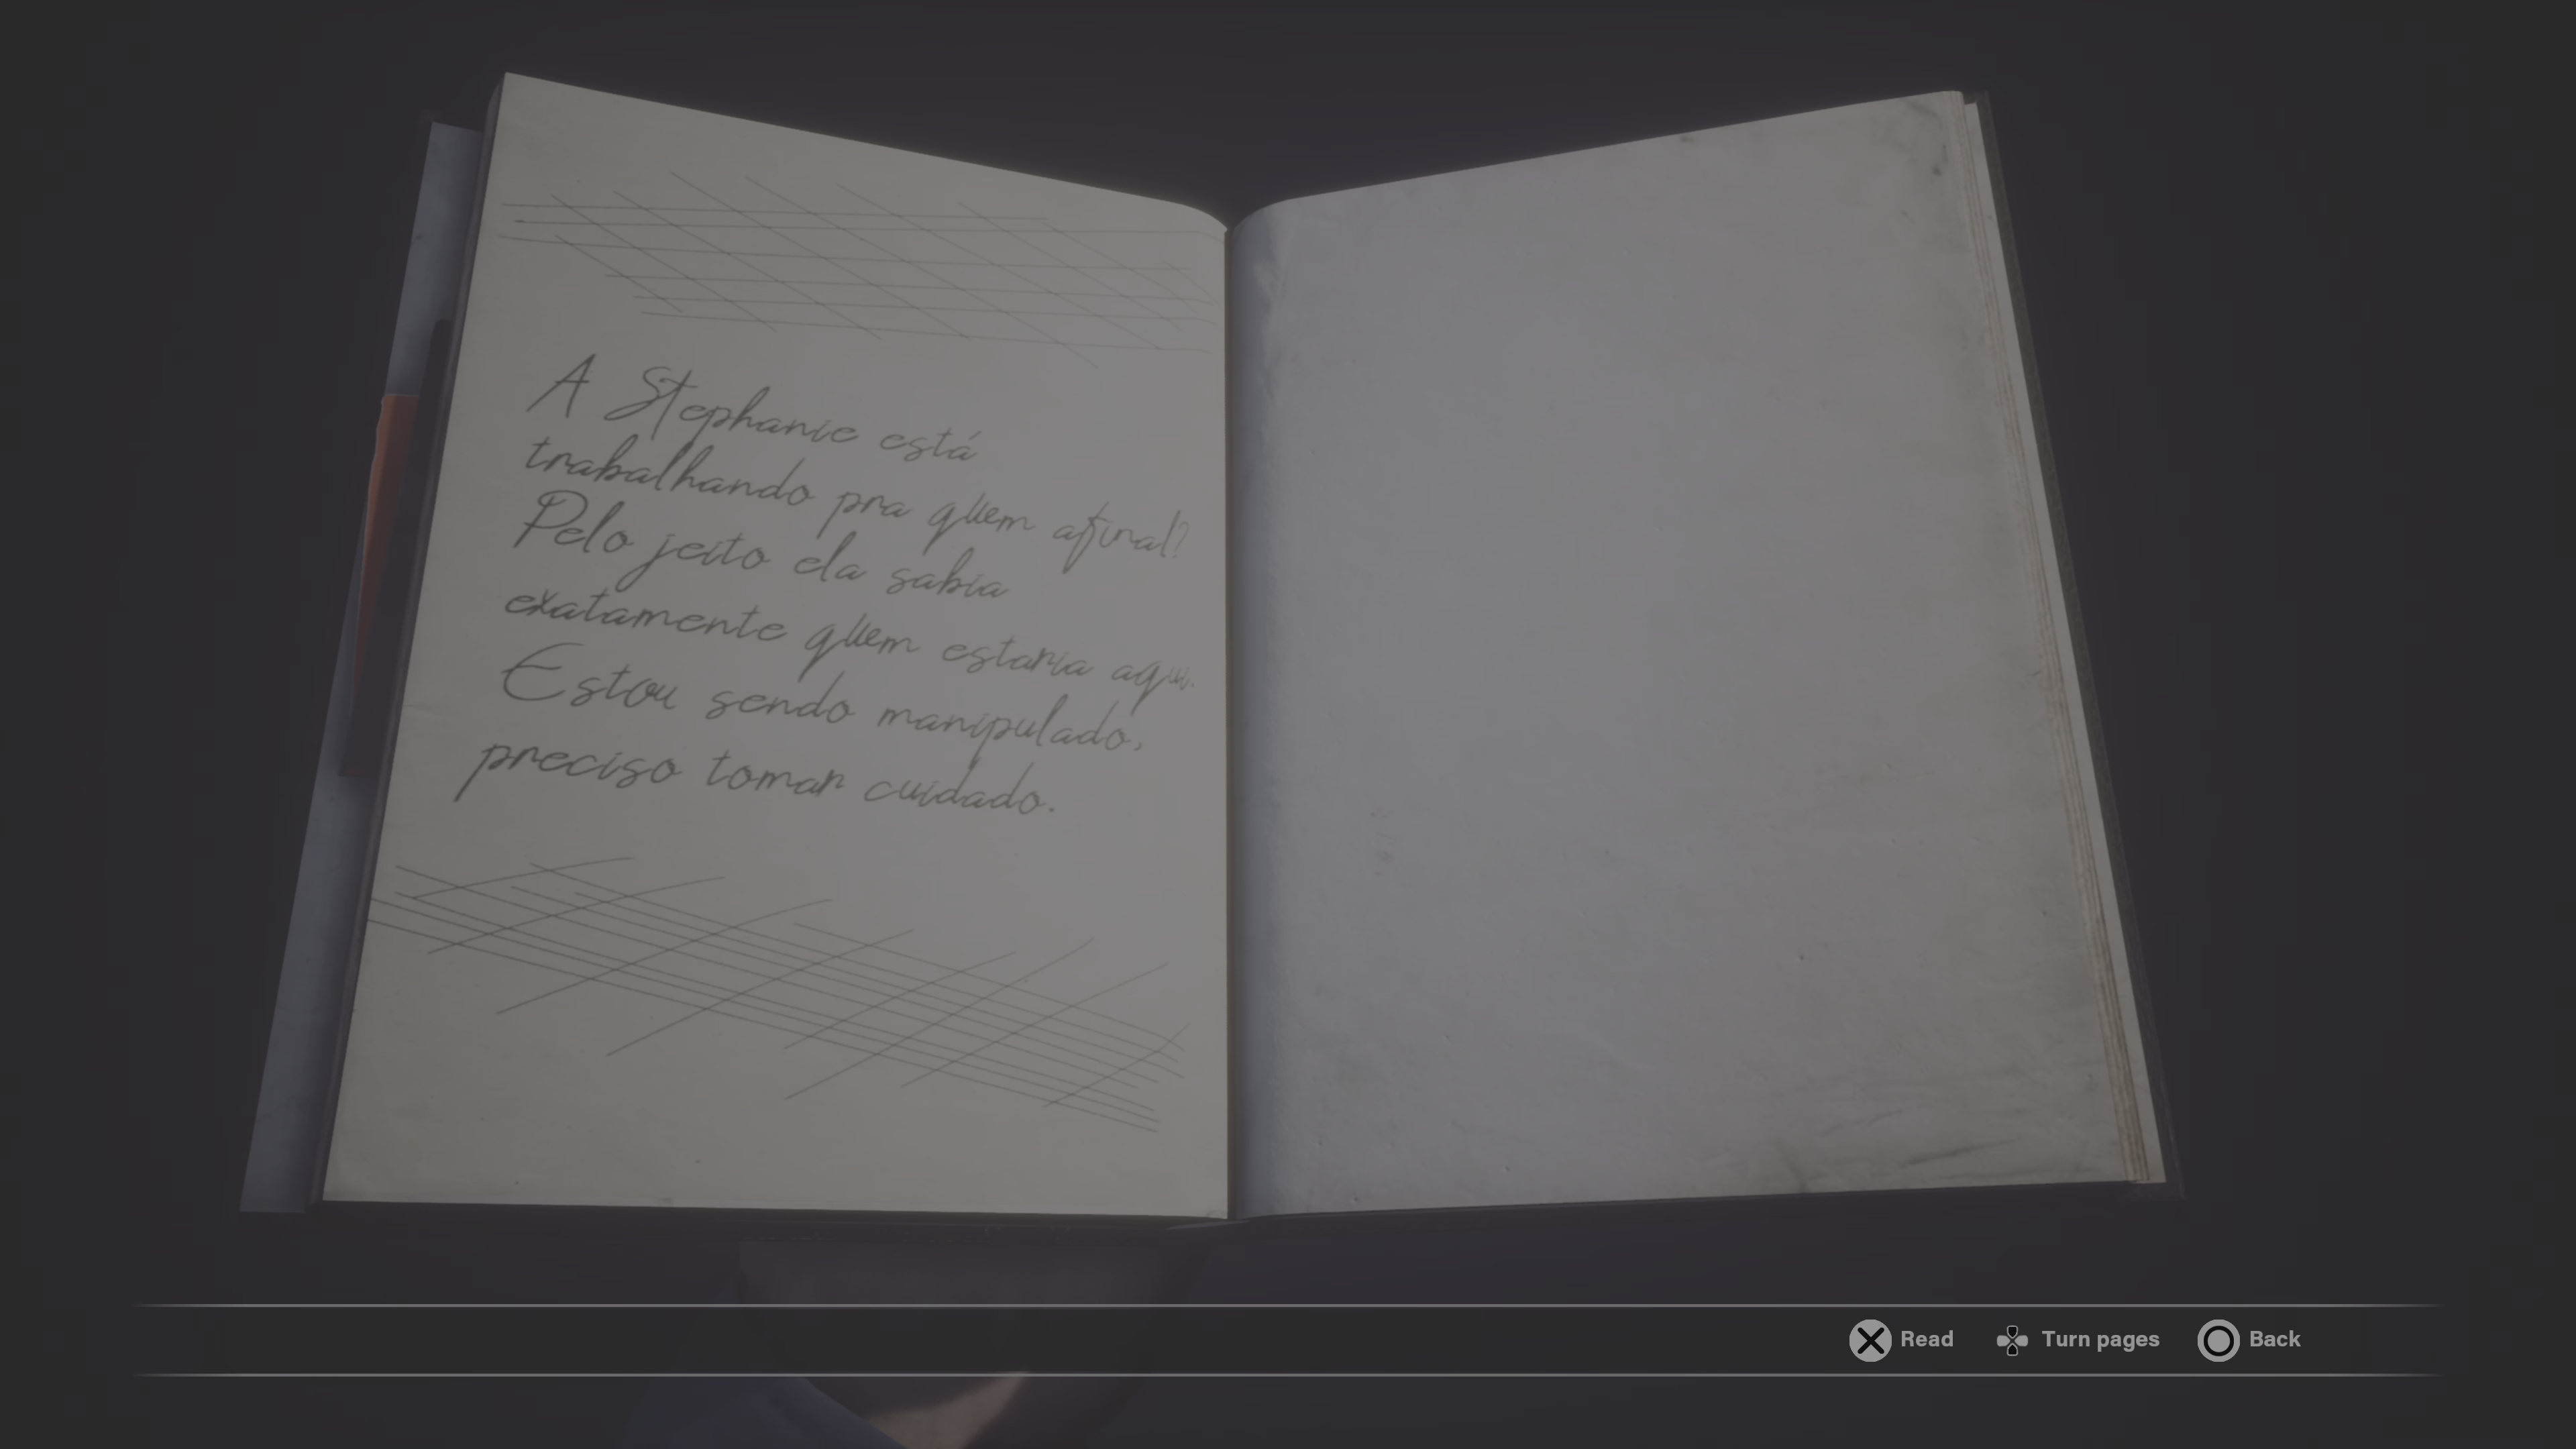 A Stephanie está
trabalhando pra quem afinal?
Pelo jeito ela sabia
exatamente quem estaria aqui.
Estou sendo manipulado,
preciso tomar cuidado.
Read Turn pages Back